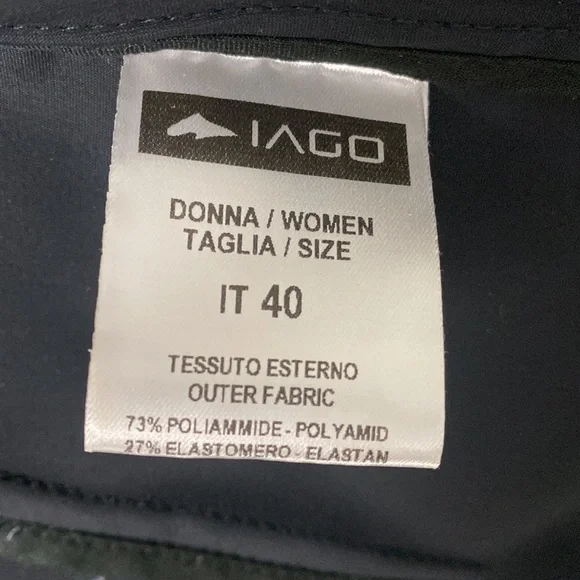 IAGO
DONNA / WOMEN
TAGLIA / SIZE
IT 40
TESSUTO ESTERNO
OUTER FABRIC
73% POLIAMMIDE - POLYAMID
27% ELASTOMERO - ELASTAN